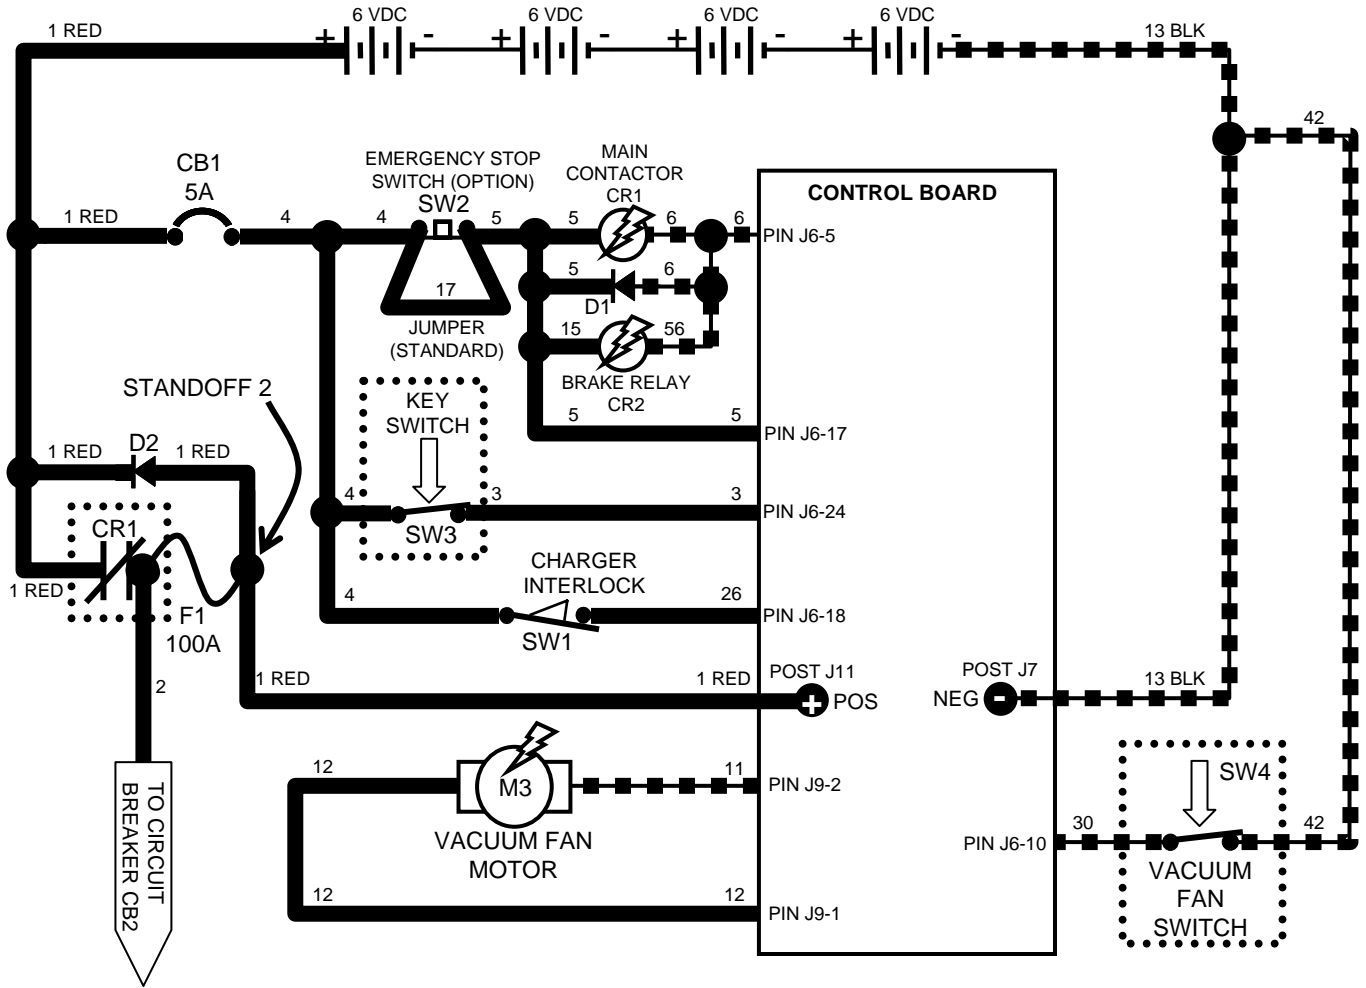 6 VDC 6 VDC 6 VDC 6 VDC
1 RED + - + - + - + - 13 BLK
42
CB1
5A
EMERGENCY STOP
SWITCH (OPTION)
SW2
MAIN
CONTACTOR
CR1
CONTROL BOARD
1 RED 4 4 5 5 6 6 PIN J6-5
5 6
D1
17
JUMPER
(STANDARD)
15 56
BRAKE RELAY
CR2
STANDOFF 2
KEY
SWITCH
5 5 PIN J6-17
1 RED D2 1 RED
4 3 3 PIN J6-24
SW3
CR1
1 RED
F1
100A
CHARGER
INTERLOCK
4 26 PIN J6-18
SW1
2
1 RED 1 RED POST J11
+ POS
POST J7
NEG - 13 BLK
12 M3 11 PIN J9-2
VACUUM FAN
MOTOR
SW4
PIN J6-10 30 42
VACUUM
FAN
SWITCH
12 12 PIN J9-1
TO CIRCUIT
BREAKER CB2